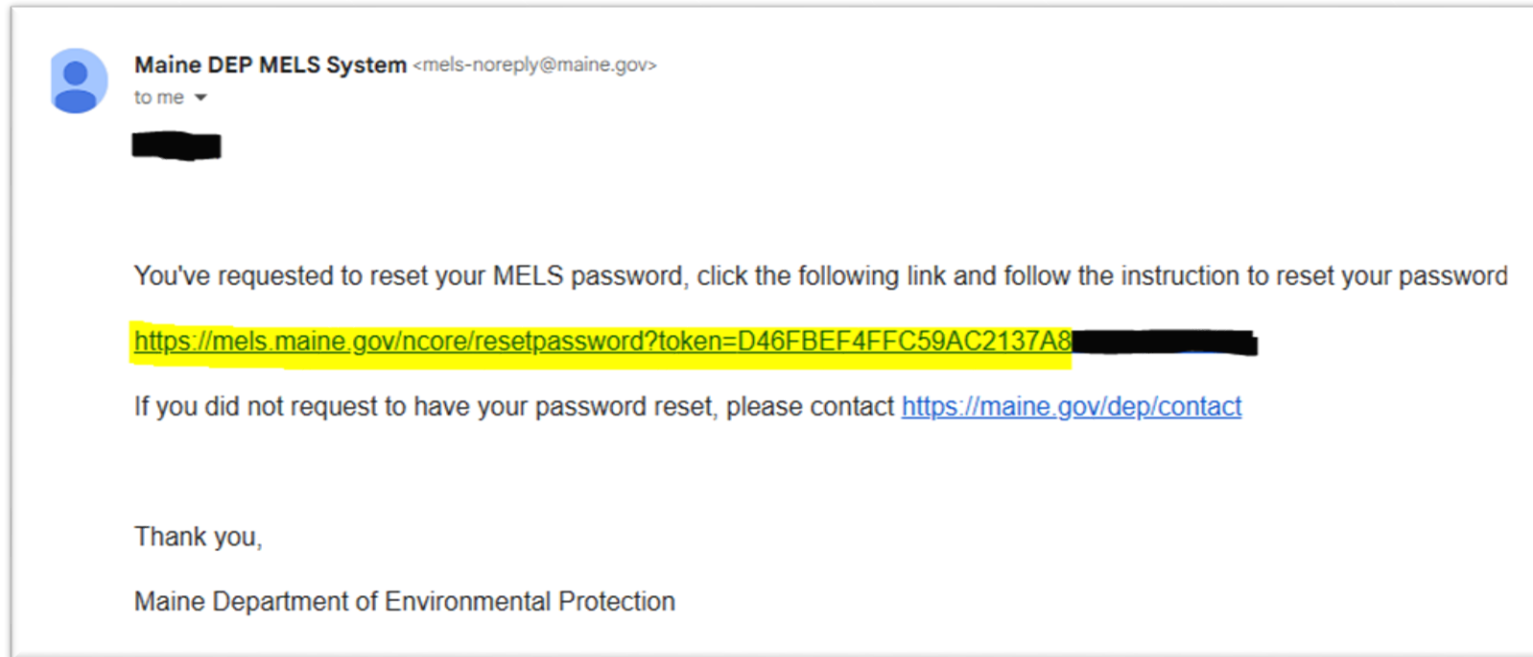 Maine DEP MELS System <mels-noreply@maine.gov>
to me
You've requested to reset your MELS password, click the following link and follow the instruction to reset your password
https://mels.maine.gov/ncore/resetpassword?token=D46FBEF4FFC59AC2137A8
If you did not request to have your password reset, please contact https://maine.gov/dep/contact
Thank you,
Maine Department of Environmental Protection